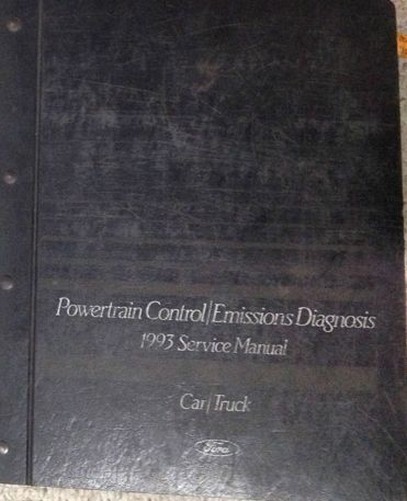 Powertrain Control/Emissions Diagnosis
1993 Service Manual
Car/Truck
Ford